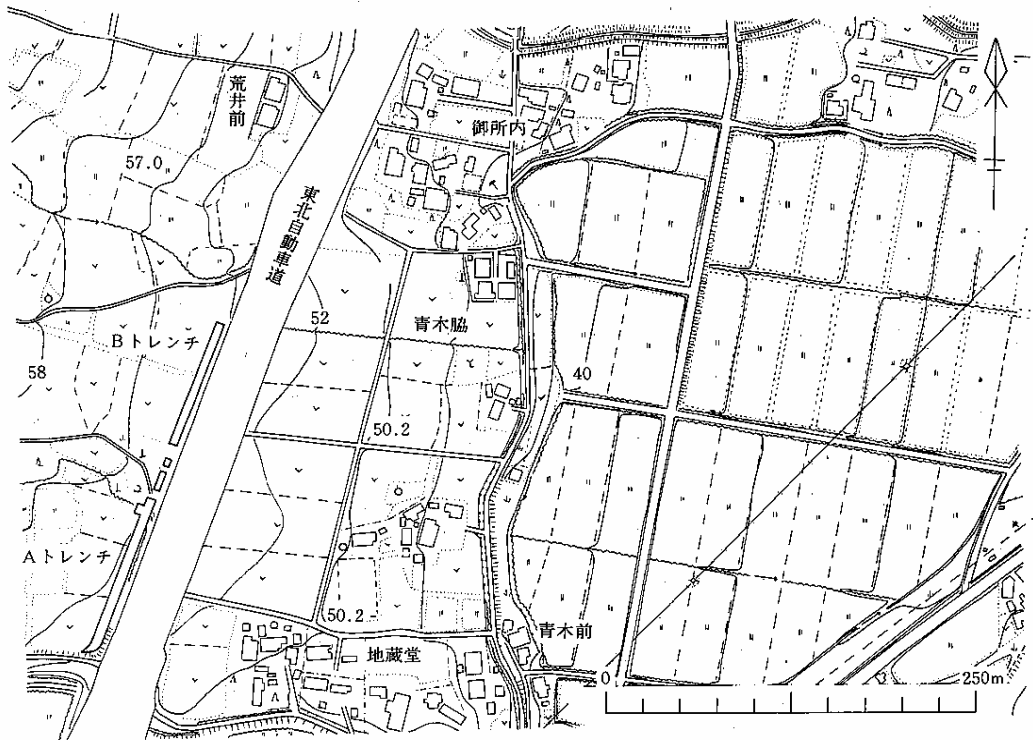 荒井前
御所内
57.0
東北自動車道
52
青木脇
Bトレンチ
58
40
50.2
Aトレンチ
50.2
青木前
地蔵堂
0
250m